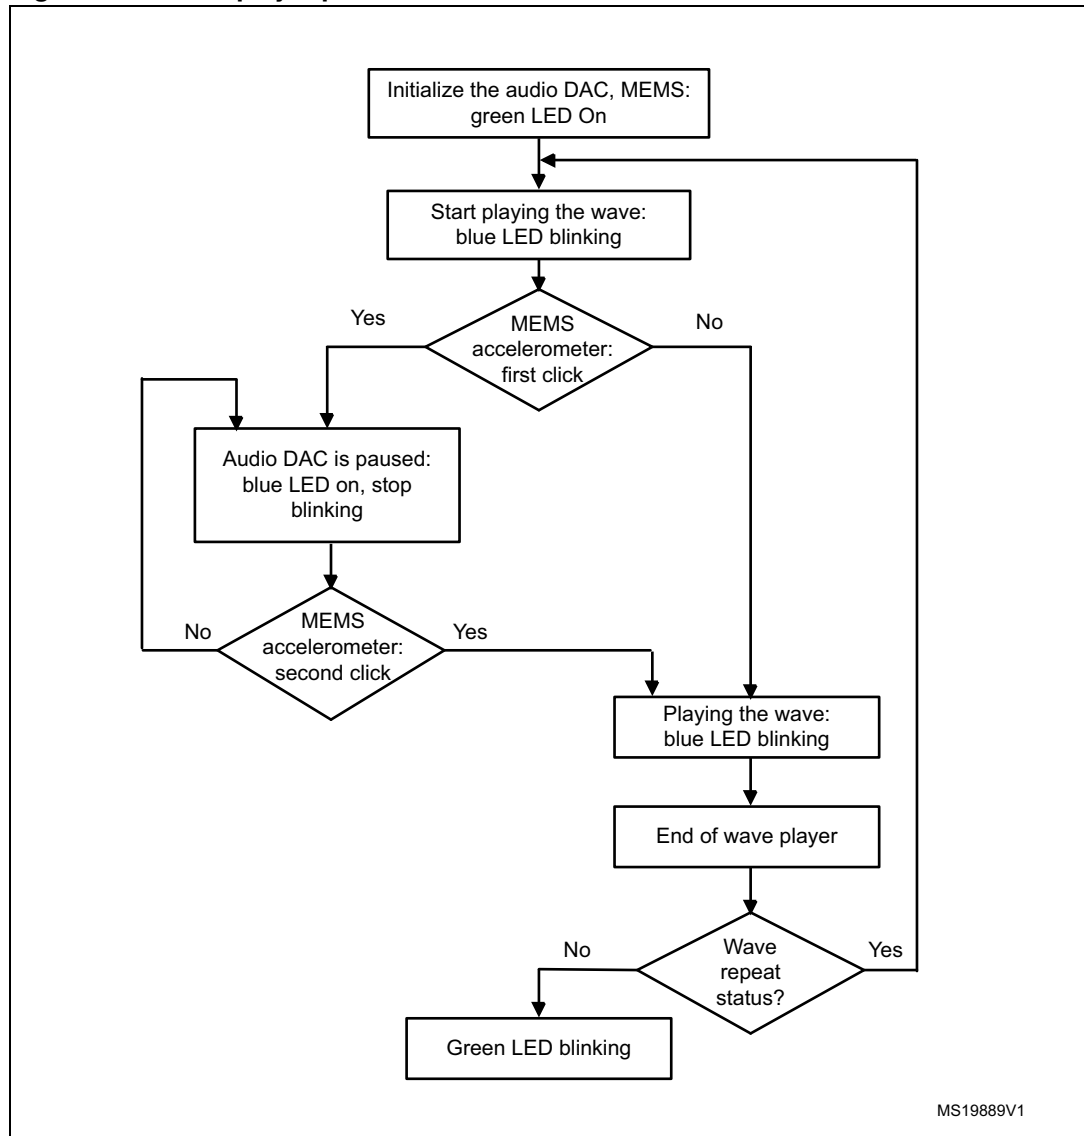 Initialize the audio DAC, MEMS:
green LED On
Start playing the wave:
blue LED blinking
Yes
No
MEMS
accelerometer:
first click
Audio DAC is paused:
blue LED on, stop
blinking
No
Yes
MEMS
accelerometer:
second click
Playing the wave:
blue LED blinking
End of wave player
No
Yes
Wave
repeat
status?
Green LED blinking
MS19889V1